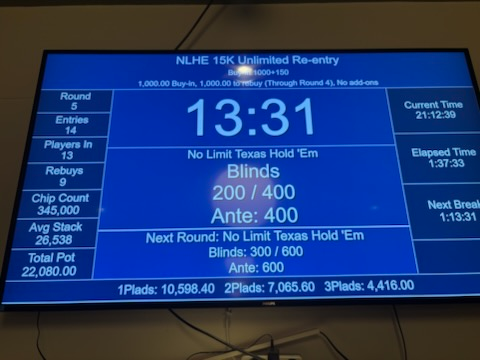 NLHE 15K Unlimited Re-entry
1,000.00 Buy-in, 1,000.00 to rebuy (Through Round 4), No add-ons
Round
5
Entries
14
Players In
13
Rebuys
9
Chip Count
345,000
Avg Stack
26,538
Total Pot
22,080.00
13:31
No Limit Texas Hold 'Em
Blinds
200 / 400
Ante: 400
Next Round: No Limit Texas Hold 'Em
Blinds: 300 / 600
Ante: 600
Current Time
21:12:39
Elapsed Time
1:37:33
Next Break
1:13:31
1Plads: 10,598.40 2Plads: 7,065.60 3Plads: 4,416.00